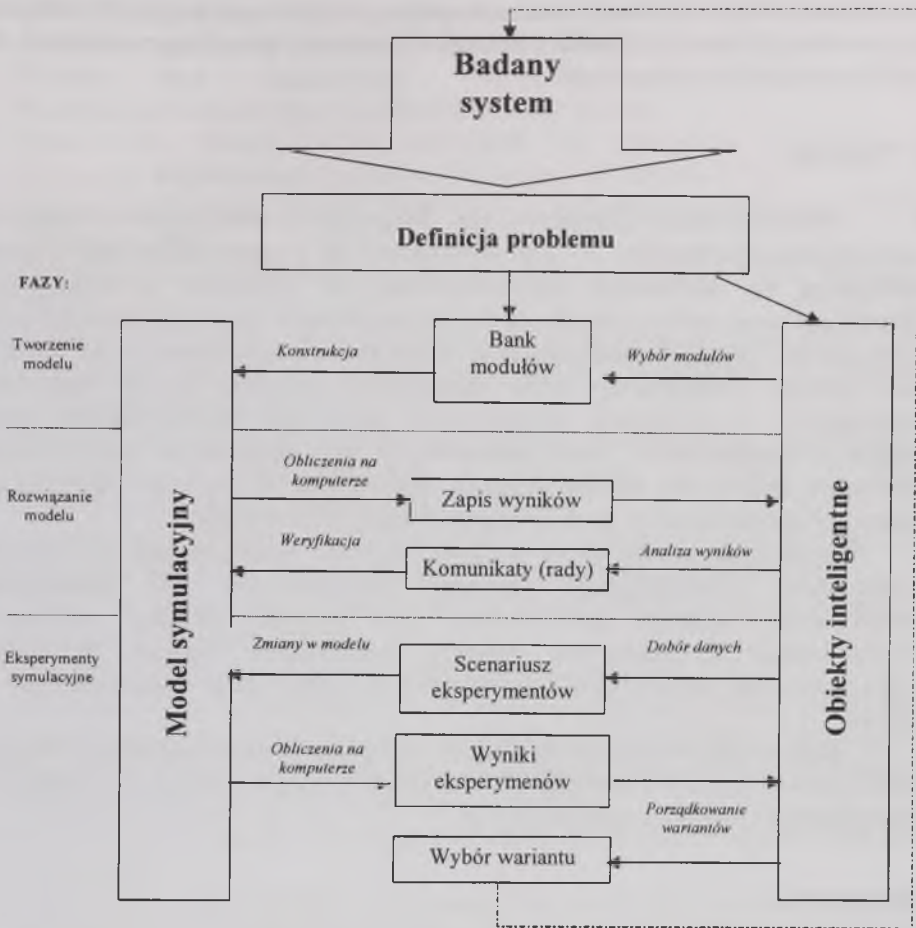 Badany
system
Definicja problemu
FAZY:
Tworzenie
modelu
Konstrukcja
Bank
modułów
Wybór modułów
Rozwiązanie
modelu
Obliczenia na
komputerze
Zapis wyników
Weryfikacja
Komunikaty (rady)
Analiza wyników
Model symulacyjny
Obiekty inteligentne
Eksperymenty
symulacyjne
Zmiany w modelu
Scenariusz
eksperymentów
Dobór danych
Obliczenia na
komputerze
Wyniki
eksperymenów
Porządkowanie
wariantów
Wybór wariantu